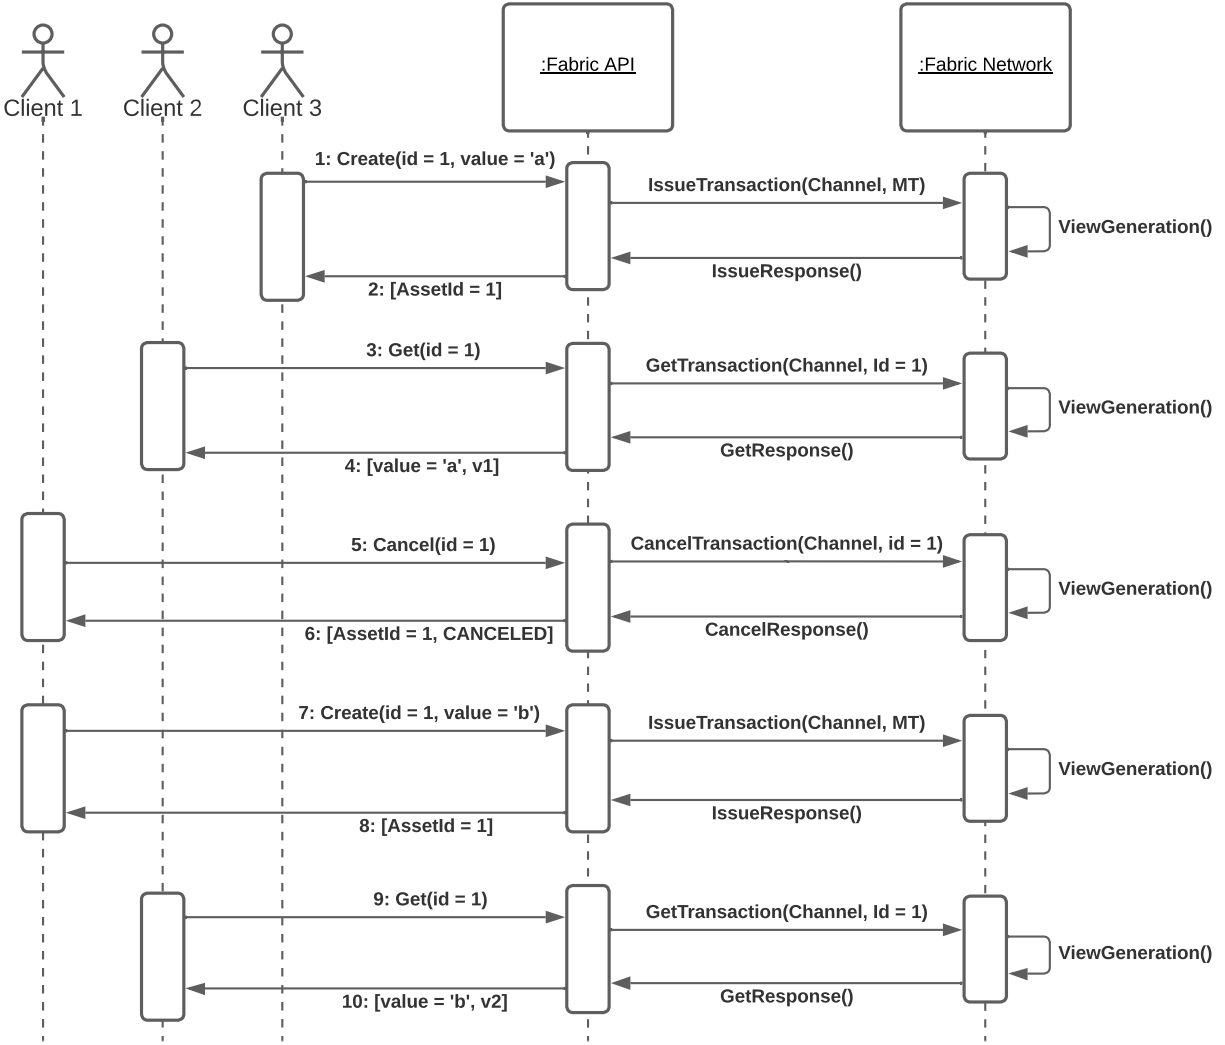 :Fabric API
:Fabric Network
Client 1
Client 2
Client 3
1: Create(id = 1, value = 'a')
IssueTransaction(Channel, MT)
ViewGeneration()
IssueResponse()
2: [AssetId = 1]
3: Get(id = 1)
GetTransaction(Channel, Id = 1)
ViewGeneration()
GetResponse()
4: [value = 'a', v1]
5: Cancel(id = 1)
CancelTransaction(Channel, id = 1)
ViewGeneration()
CancelResponse()
6: [AssetId = 1, CANCELED]
7: Create(id = 1, value = 'b')
IssueTransaction(Channel, MT)
ViewGeneration()
IssueResponse()
8: [AssetId = 1]
9: Get(id = 1)
GetTransaction(Channel, Id = 1)
ViewGeneration()
GetResponse()
10: [value = 'b', v2]